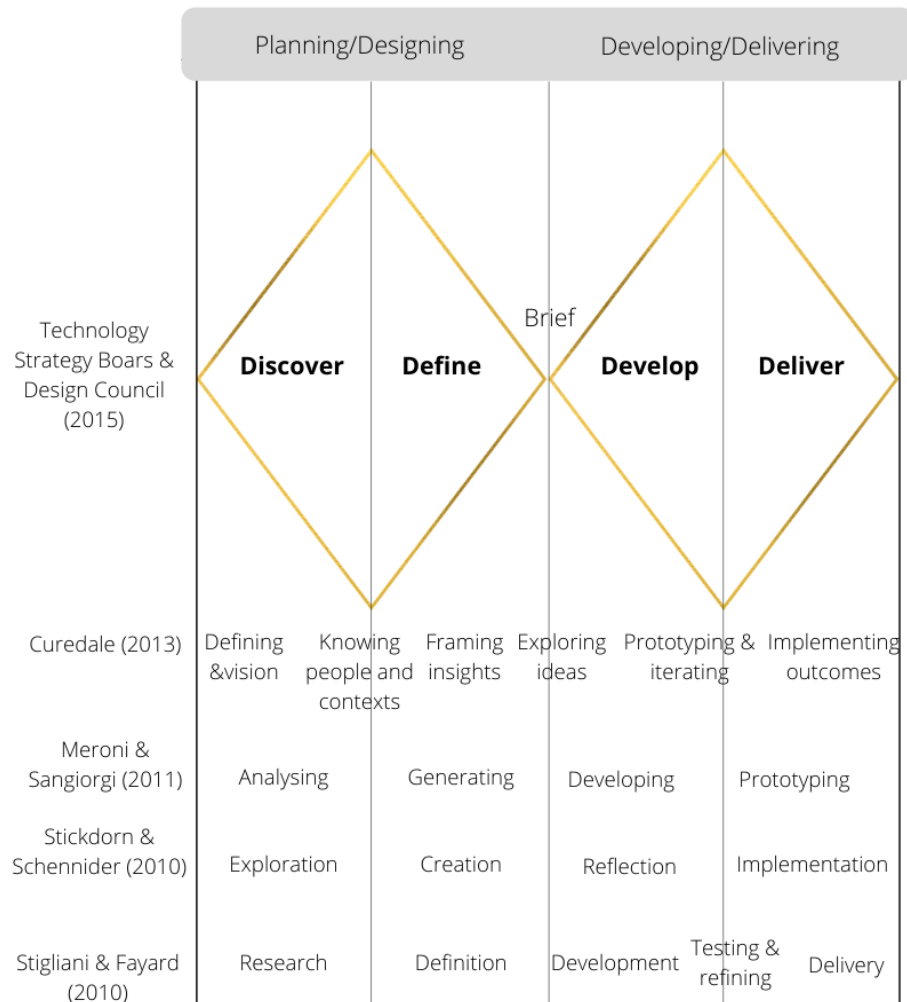 Planning/Designing
Developing/Delivering
Technology
Strategy Boars &
Design Council
(2015)
Discover
Define
Brief
Develop
Deliver
Curedale (2013)
Defining
&vision
Knowing
people and
contexts
Framing
insights
Exploring
ideas
Prototyping &
iterating
Implementing
outcomes
Meroni &
Sangiorgi (2011)
Analysing
Generating
Developing
Prototyping
Stickdorn &
Schennider (2010)
Exploration
Creation
Reflection
Implementation
Stigliani & Fayard
(2010)
Research
Definition
Development
Testing &
refining
Delivery